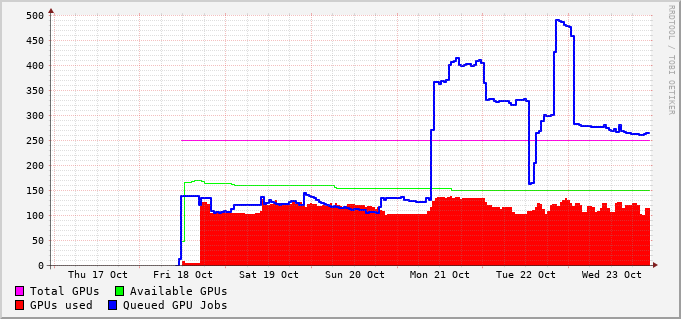 500
450
400
350
300
250
200
150
100
50
0
Thu 17 Oct Fri 18 Oct Sat 19 Oct Sun 20 Oct Mon 21 Oct Tue 22 Oct Wed 23 Oct
Total GPUs Available GPUs
GPUs used Queued GPU Jobs
RRDTOOL / TOBI OETIKER